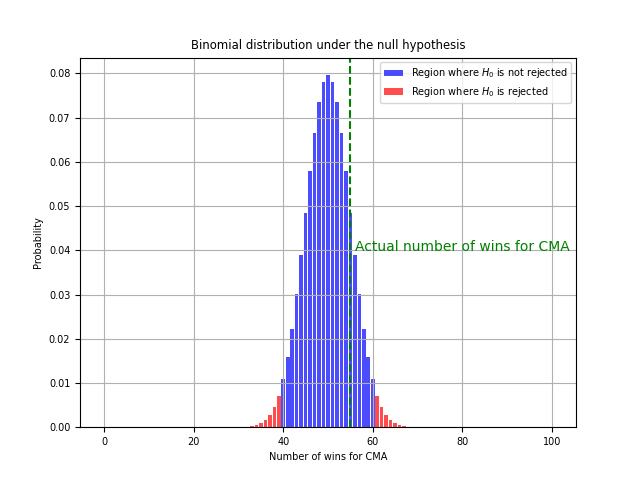 Binomial distribution under the null hypothesis
Region where H₀ is not rejected
Region where H₀ is rejected
Actual number of wins for CMA
Probability
0.08
0.07
0.06
0.05
0.04
0.03
0.02
0.01
0.00
0 20 40 60 80 100
Number of wins for CMA